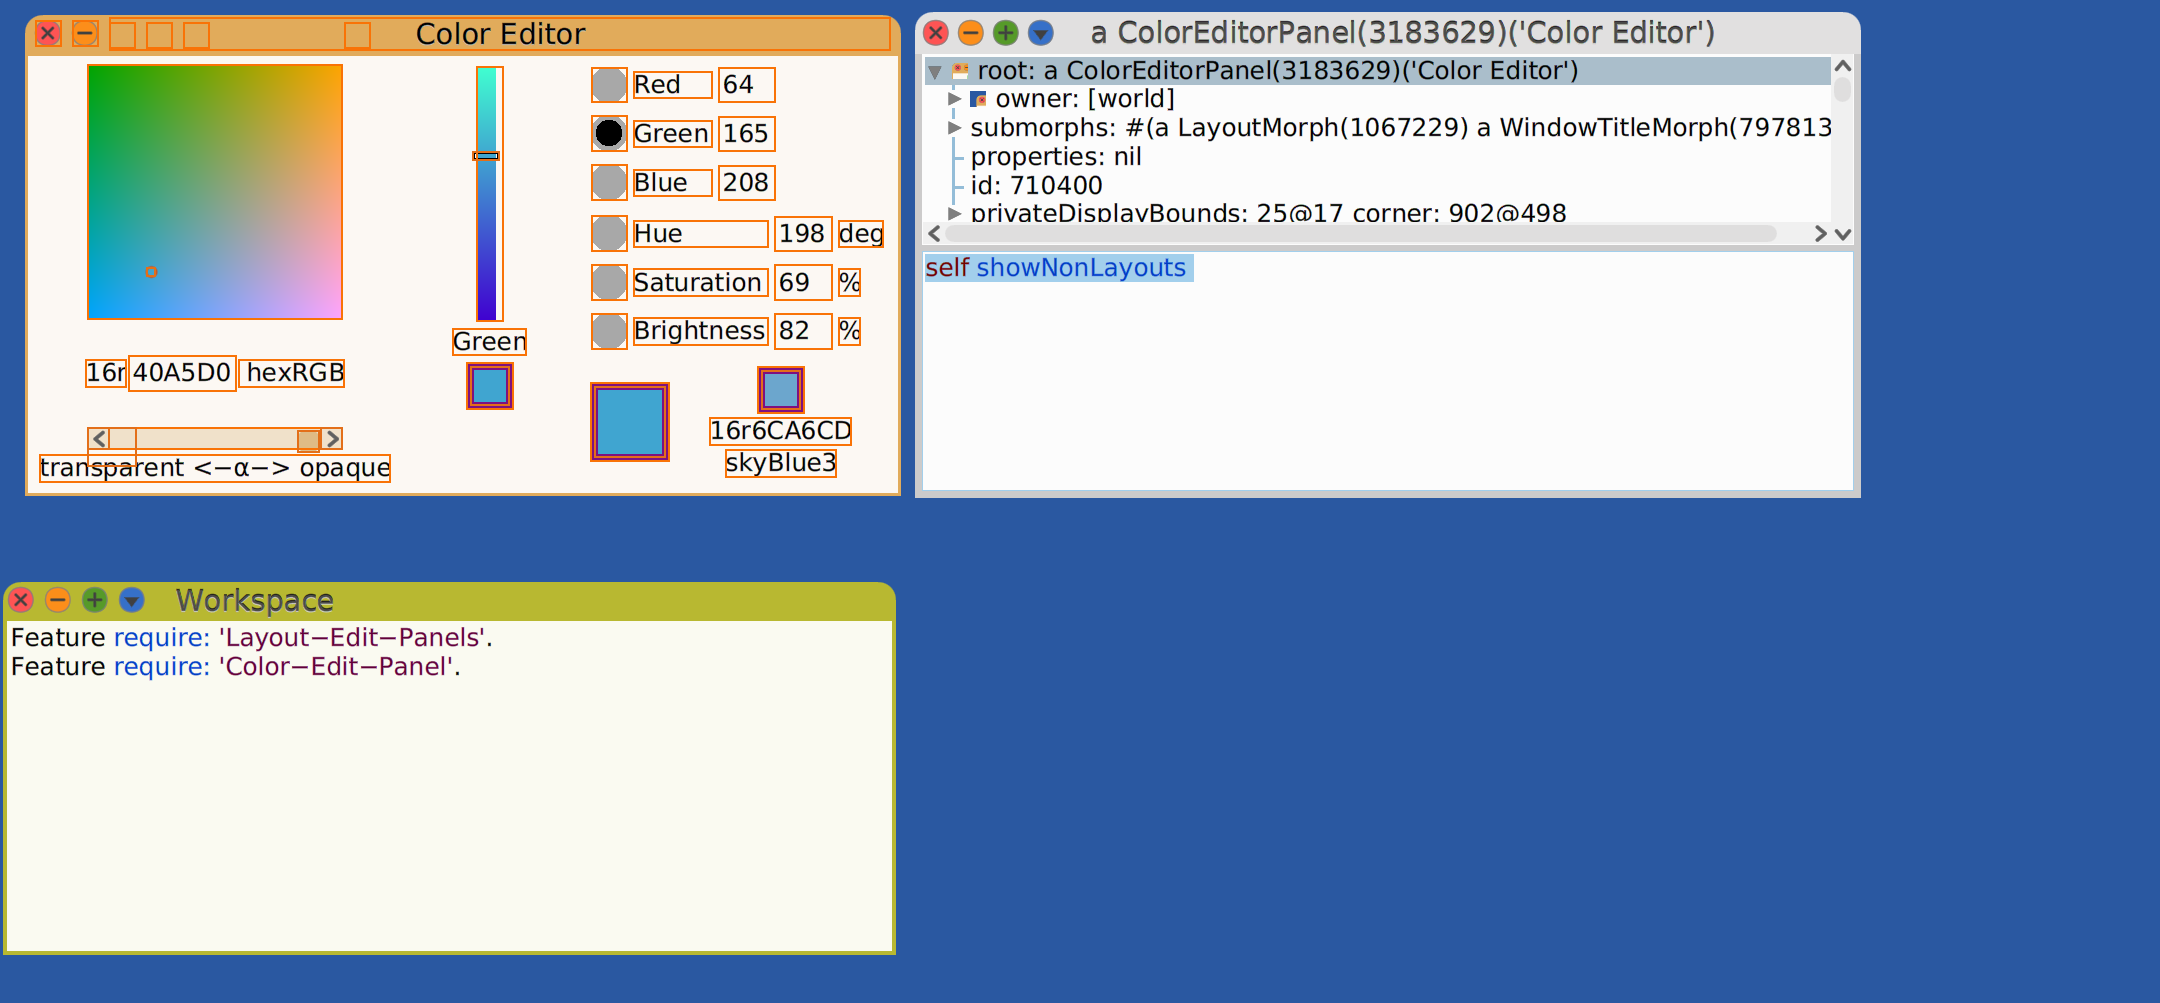 Color Editor
Red 64
Green 165
Blue 208
Hue 198 deg
Saturation 69 %
Brightness 82 %
Green
16r 40A5D0 hexRGB
transparent <−α−> opaque
16r6CA6CD
skyBlue3
a ColorEditorPanel(3183629)('Color Editor')
root: a ColorEditorPanel(3183629)('Color Editor')
owner: [world]
submorphs: #(a LayoutMorph(1067229) a WindowTitleMorph(797813
properties: nil
id: 710400
privateDisplayBounds: 25@17 corner: 902@498
self showNonLayouts
Workspace
Feature require: 'Layout−Edit−Panels'.
Feature require: 'Color−Edit−Panel'.